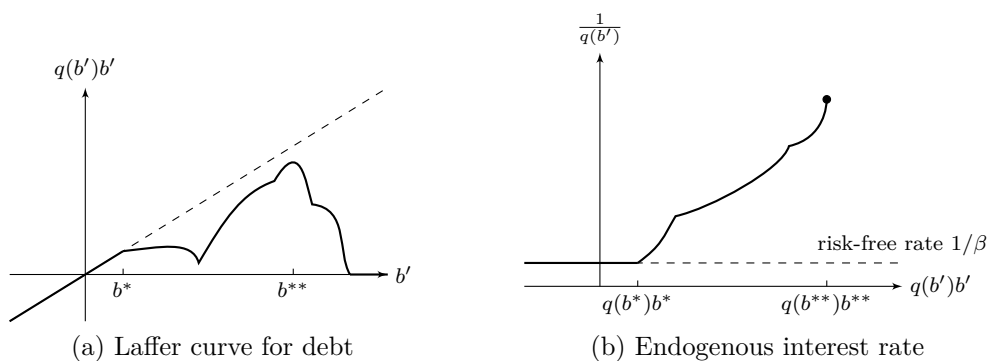 q(b′)b′
b′
b*
b**
(a) Laffer curve for debt
1/q(b′)
risk-free rate 1/β
q(b′)b′
q(b*)b*
q(b**)b**
(b) Endogenous interest rate